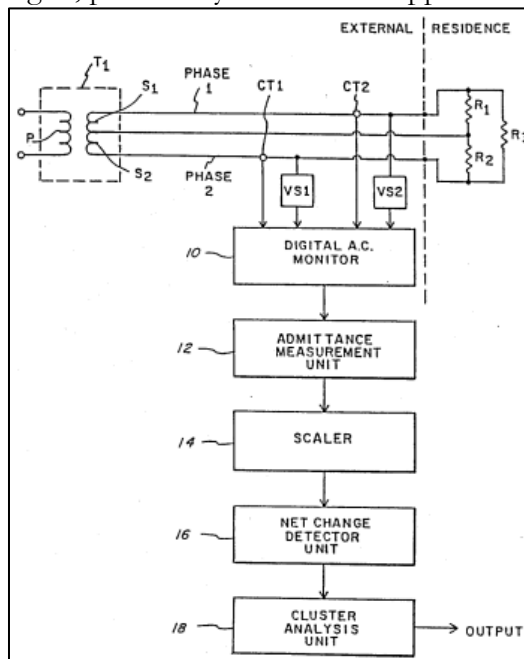 EXTERNAL RESIDENCE
T1
S1
PHASE
1
CT1
CT2
R1
P
R2
S2
PHASE
2
VS1
VS2
10
DIGITAL A.C.
MONITOR
12
ADMITTANCE
MEASUREMENT
UNIT
14
SCALER
16
NET CHANGE
DETECTOR
UNIT
18
CLUSTER
ANALYSIS
UNIT
OUTPUT